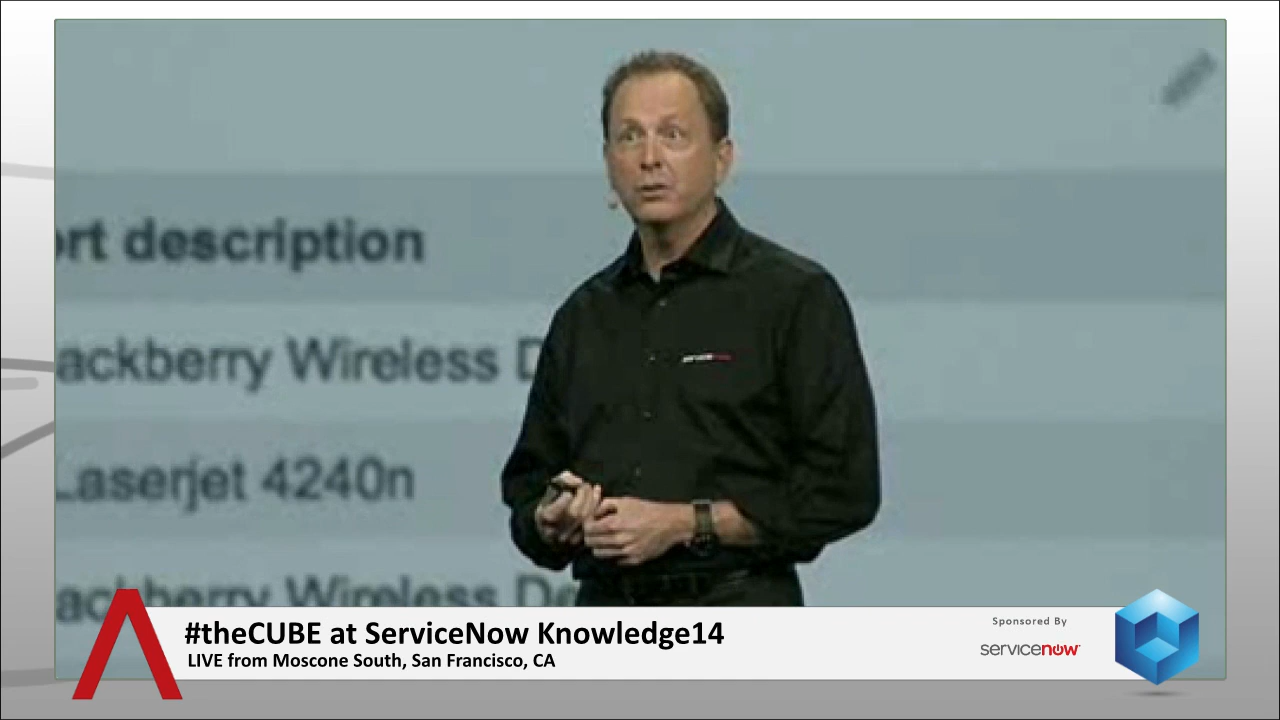 ort description
ackberry Wireless D
Laserjet 4240n
ackberry Wireless De
servicenow
#theCUBE at ServiceNow Knowledge14
LIVE from Moscone South, San Francisco, CA
Sponsored By
servicenow